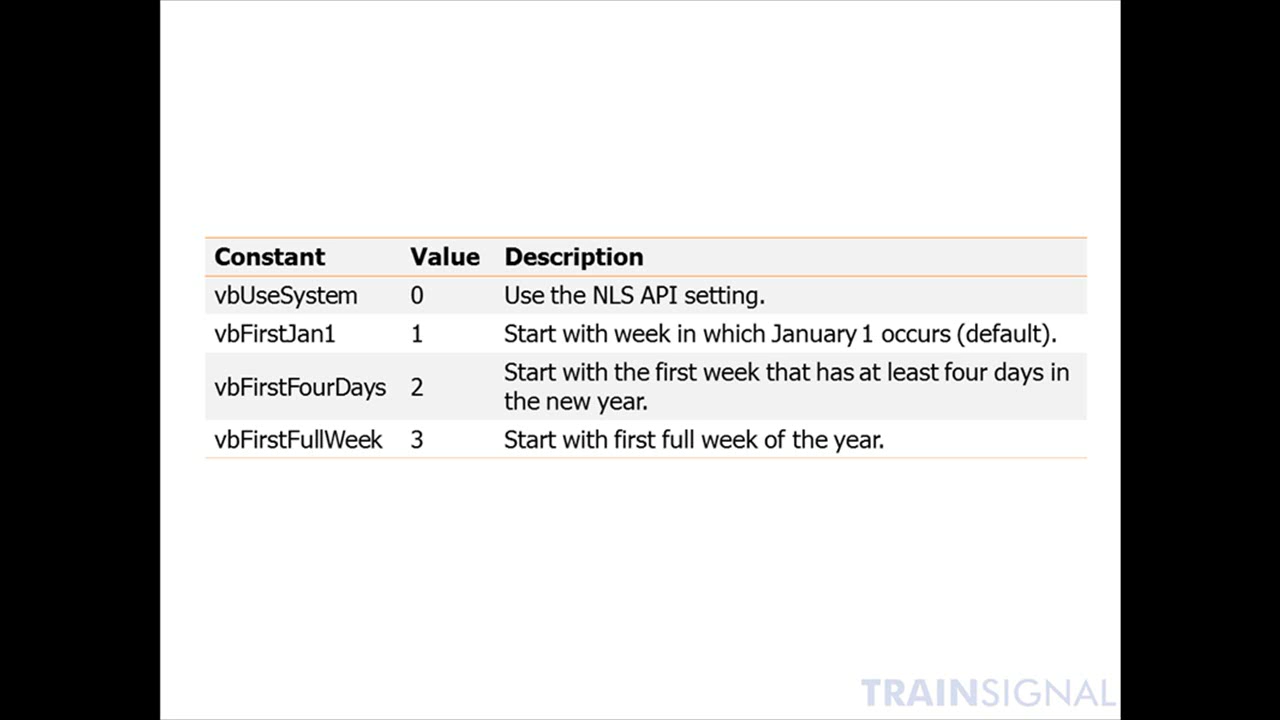 Constant Value Description
vbUseSystem 0 Use the NLS API setting.
vbFirstJan1 1 Start with week in which January 1 occurs (default).
vbFirstFourDays 2 Start with the first week that has at least four days in
the new year.
vbFirstFullWeek 3 Start with first full week of the year.
TRAINSIGNAL